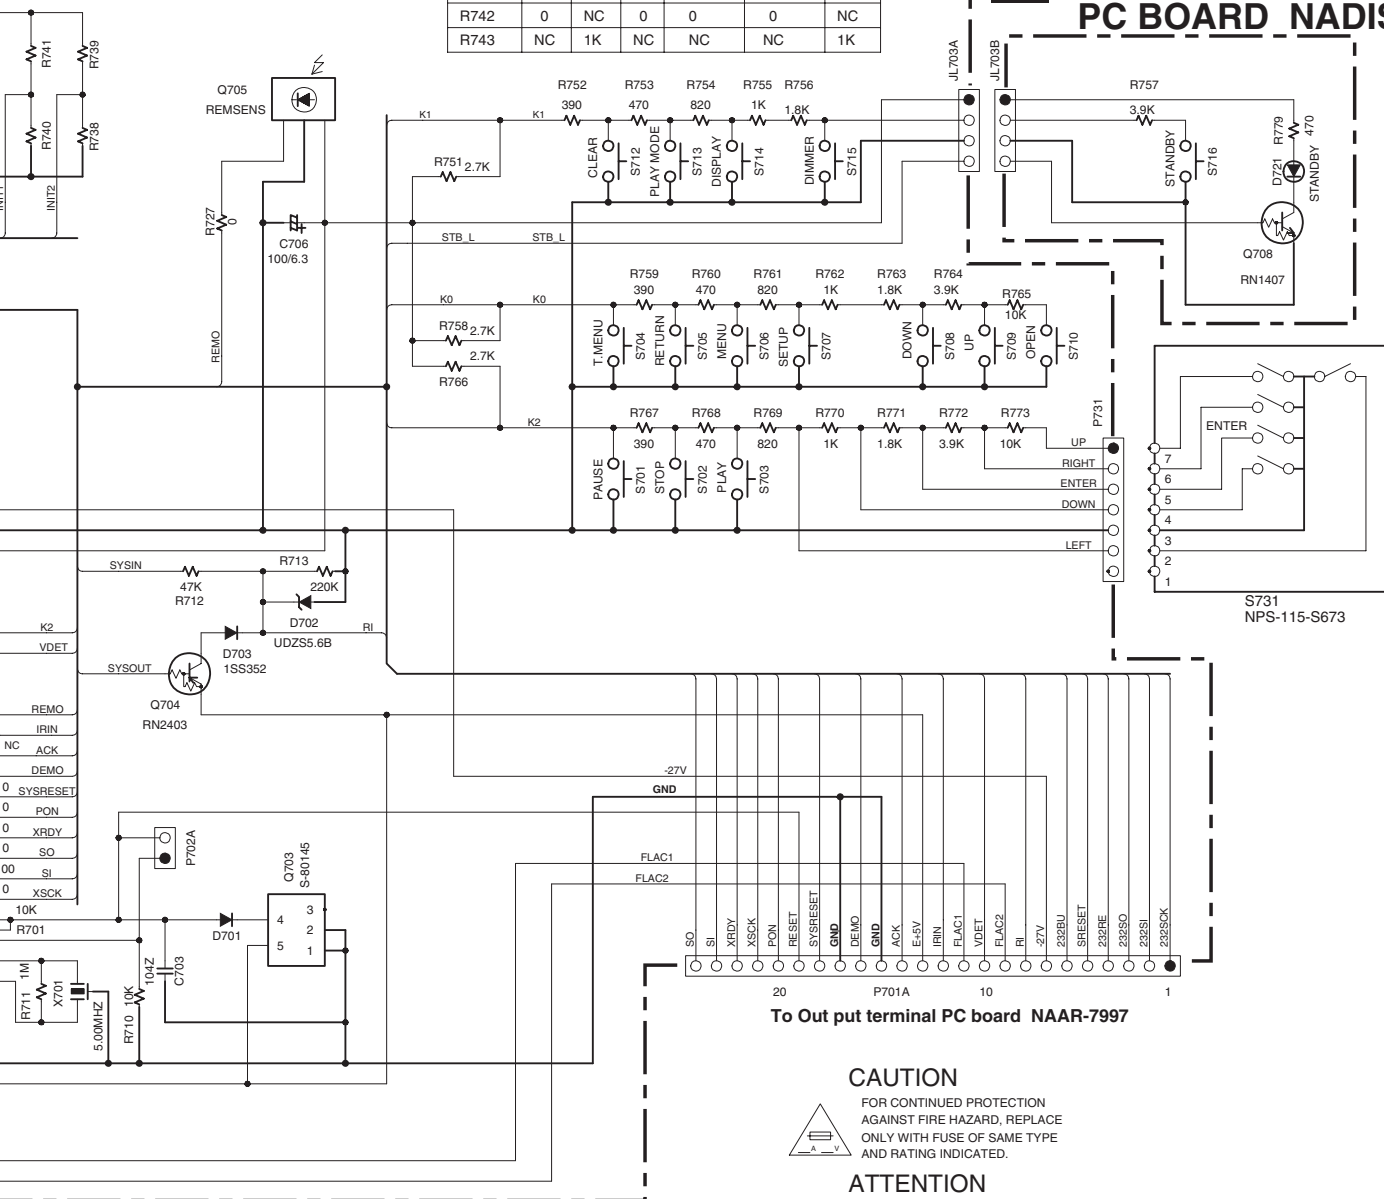 PC BOARD NADIS
R742 0 NC 0 0 0 NC
R743 NC 1K NC NC NC 1K
R741
R739
R740
R738
INIT2
Q705
REMSENS
K1
K1
R751 2.7K
R752
390
R753
470
R754
820
R755
1K
R756
1.8K
CLEAR
S712
PLAY MODE
S713
DISPLAY
S714
DIMMER
S715
JL703A
JL703B
R757
3.9K
R779
470
STANDBY
S716
D721
STANDBY
Q708
RN1407
R727
0
C706
100/6.3
STB_L
STB_L
REMO
K0
K0
R758 2.7K
2.7K
R766
R759
390
R760
470
R761
820
R762
1K
R763
1.8K
R764
3.9K
R765
10K
T.MENU
S704
RETURN
S705
MENU
S706
SETUP
S707
DOWN
S708
UP
S709
OPEN
S710
K2
R767
390
R768
470
R769
820
R770
1K
R771
1.8K
R772
3.9K
R773
10K
PAUSE
S701
STOP
S702
PLAY
S703
P731
UP
RIGHT
ENTER
DOWN
LEFT
ENTER
7
6
5
4
3
2
1
S731
NPS-115-S673
SYSIN
47K
R712
R713
220K
D702
UDZS5.6B
RI
D703
1SS352
SYSOUT
Q704
RN2403
K2
VDET
REMO
IRIN
NC ACK
DEMO
0 SYSRESET
0 PON
0 XRDY
0 SO
00 SI
0 XSCK
10K
R701
P702A
D701
Q703
S-80145
4
5
3
2
1
104Z
C703
R711 1M
X701
5.00MHZ
R710 10K
-27V
GND
FLAC1
FLAC2
SO
SI
XRDY
XSCK
PON
RESET
SYSRESET
GND
DEMO
GND
ACK
E+5V
IRIN
FLAC1
VDET
FLAC2
RI
-27V
232BU
SRESET
232RE
232SO
232SI
232SCK
20 P701A 10 1
To Out put terminal PC board NAAR-7997
CAUTION
FOR CONTINUED PROTECTION
AGAINST FIRE HAZARD, REPLACE
ONLY WITH FUSE OF SAME TYPE
AND RATING INDICATED.
A V
ATTENTION